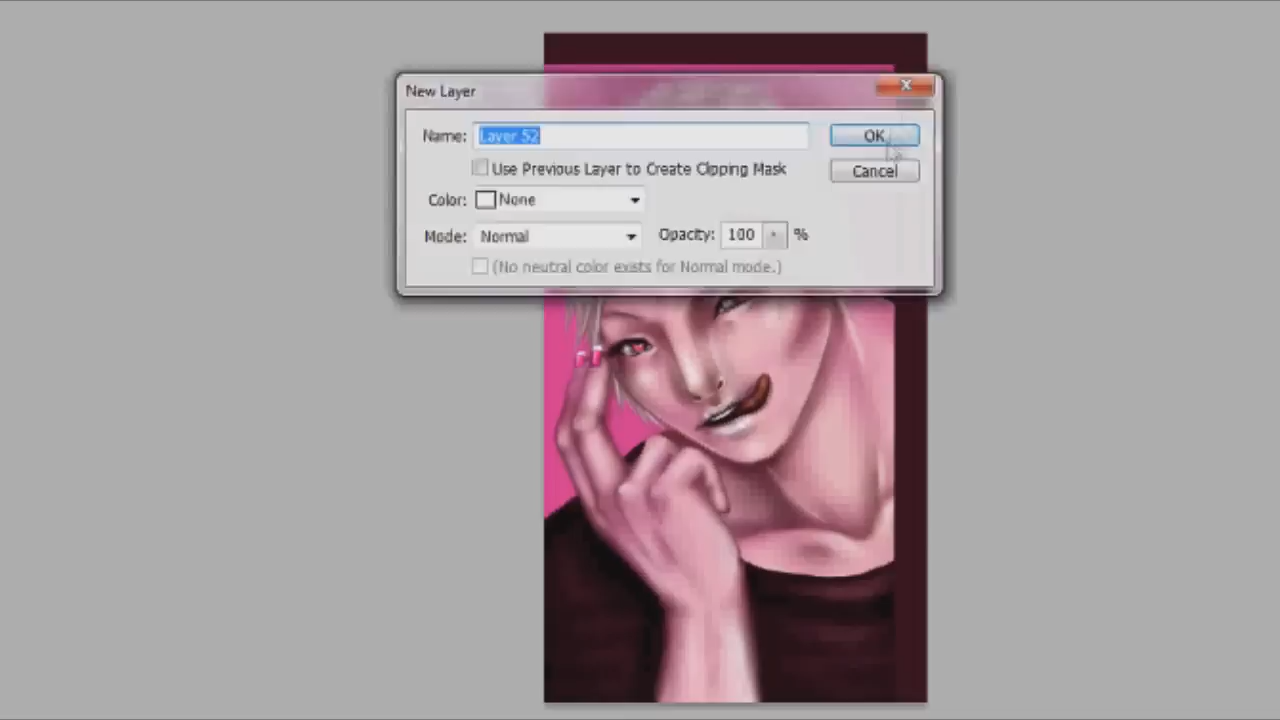 New Layer
Name: Layer 52
OK
Use Previous Layer to Create Clipping Mask
Cancel
Color: None
Mode: Normal
Opacity: 100 %
(No neutral color exists for Normal mode.)